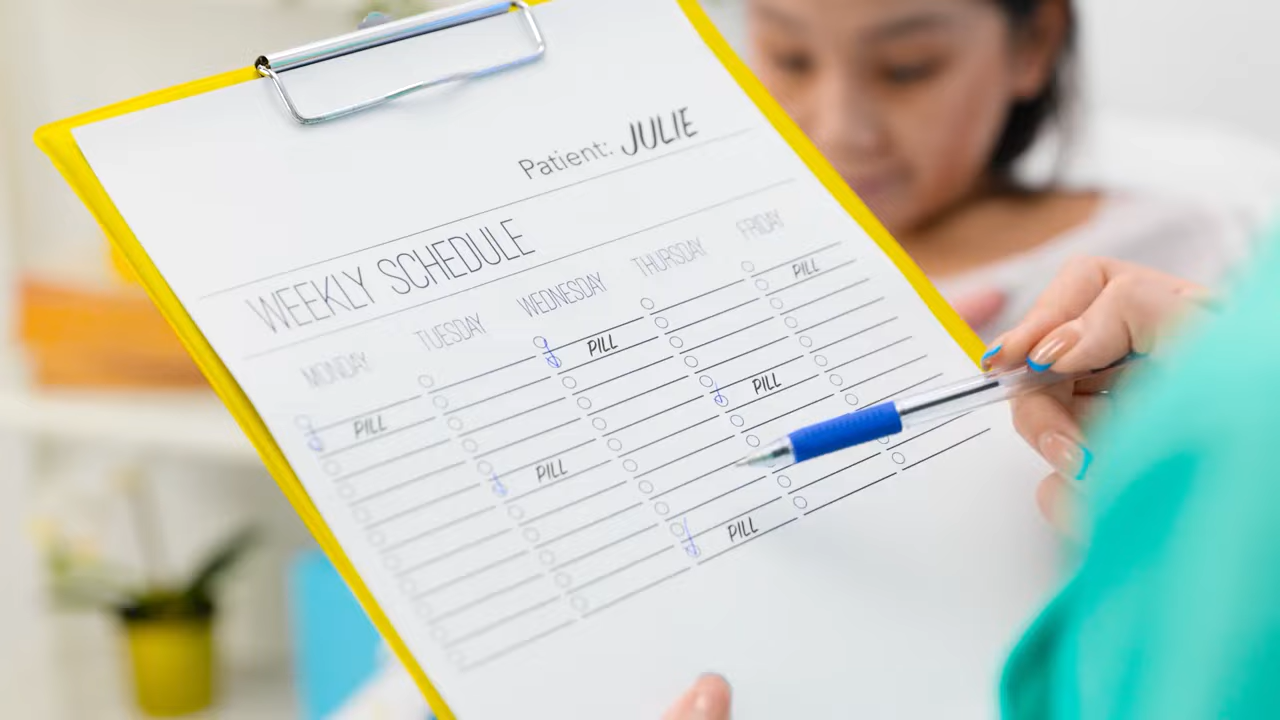 Patient: JULIE
WEEKLY SCHEDULE
MONDAY TUESDAY WEDNESDAY THURSDAY FRIDAY
PILL
PILL
PILL
PILL
PILL
PILL